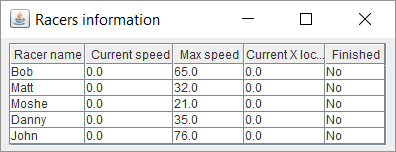 Racers information
Racer name Current speed Max speed Current X loc... Finished
Bob 0.0 65.0 0.0 No
Matt 0.0 32.0 0.0 No
Moshe 0.0 21.0 0.0 No
Danny 0.0 35.0 0.0 No
John 0.0 76.0 0.0 No